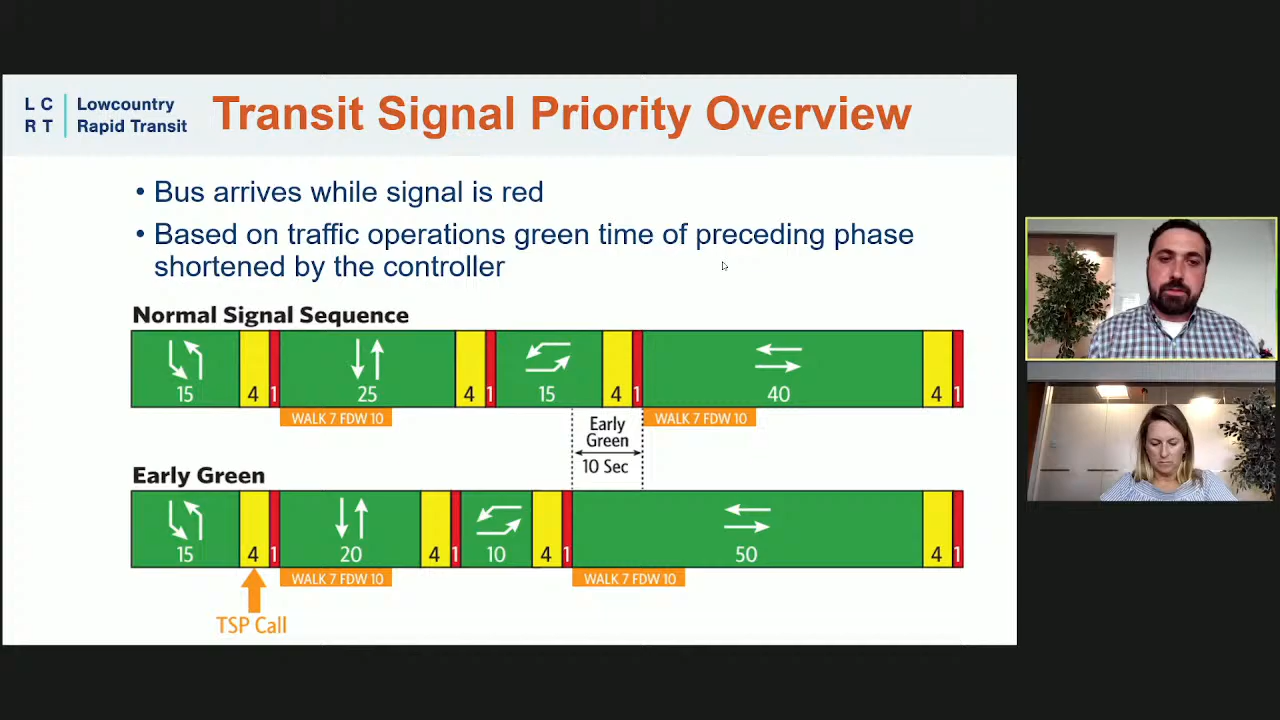 L C
R T
Lowcountry
Rapid Transit
Transit Signal Priority Overview
• Bus arrives while signal is red
• Based on traffic operations green time of preceding phase
shortened by the controller
Normal Signal Sequence
15 4 1 25 4 1 15 4 1 40 4 1
WALK 7 FDW 10
WALK 7 FDW 10
Early
Green
10 Sec
Early Green
15 4 1 20 4 1 10 4 1 50 4 1
WALK 7 FDW 10
WALK 7 FDW 10
TSP Call